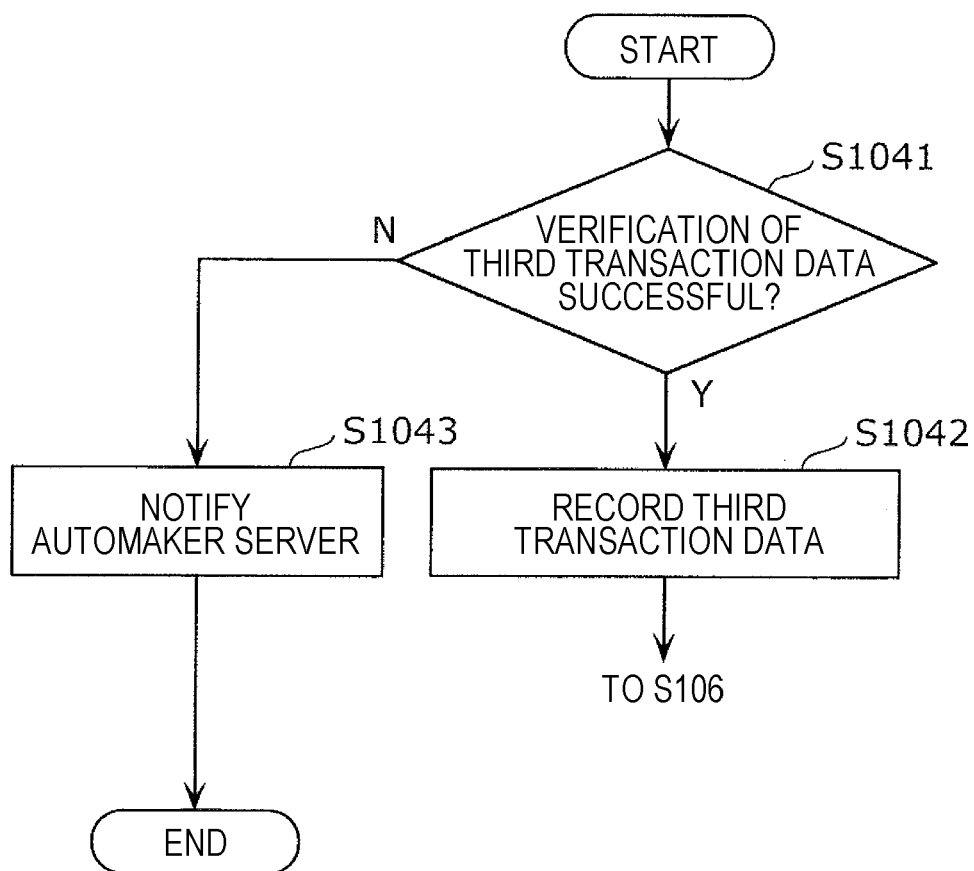 START
S1041
VERIFICATION OF
THIRD TRANSACTION DATA
SUCCESSFUL?
N
Y
S1043
NOTIFY
AUTOMAKER SERVER
S1042
RECORD THIRD
TRANSACTION DATA
TO S106
END